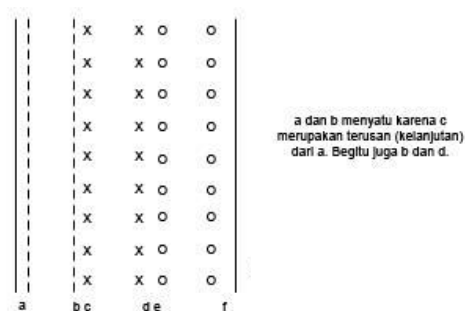 x x o o
x x o o
x x o o
x x o o
x x o o
x x o o
x x o o
x x o o
x x o o
a b c d e f
a dan b menyatu karena c
merupakan terusan (kelanjutan)
dari a. Begitu juga b dan d.